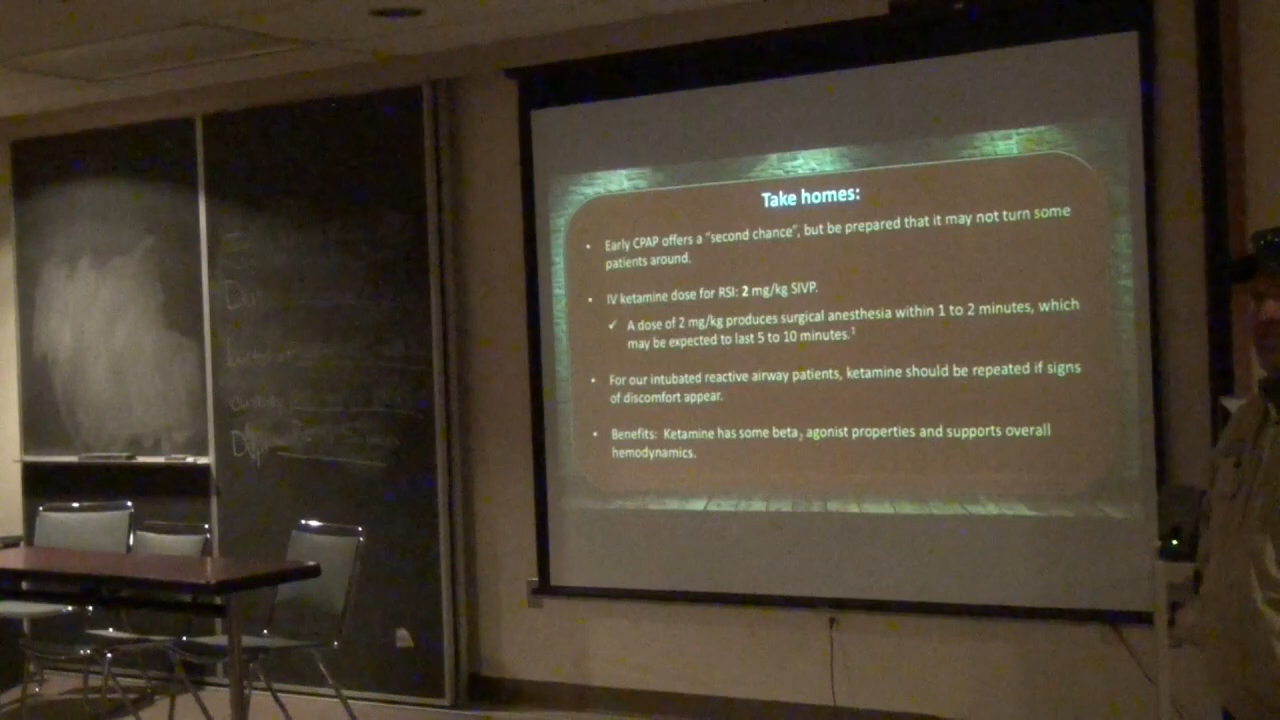 Take homes:
• Early CPAP offers a “second chance”, but be prepared that it may not turn some
patients around.
• IV ketamine dose for RSI: 2 mg/kg SIVP.
✓ A dose of 2 mg/kg produces surgical anesthesia within 1 to 2 minutes, which
may be expected to last 5 to 10 minutes.¹
• For our intubated reactive airway patients, ketamine should be repeated if signs
of discomfort appear.
• Benefits: Ketamine has some beta₂ agonist properties and supports overall
hemodynamics.